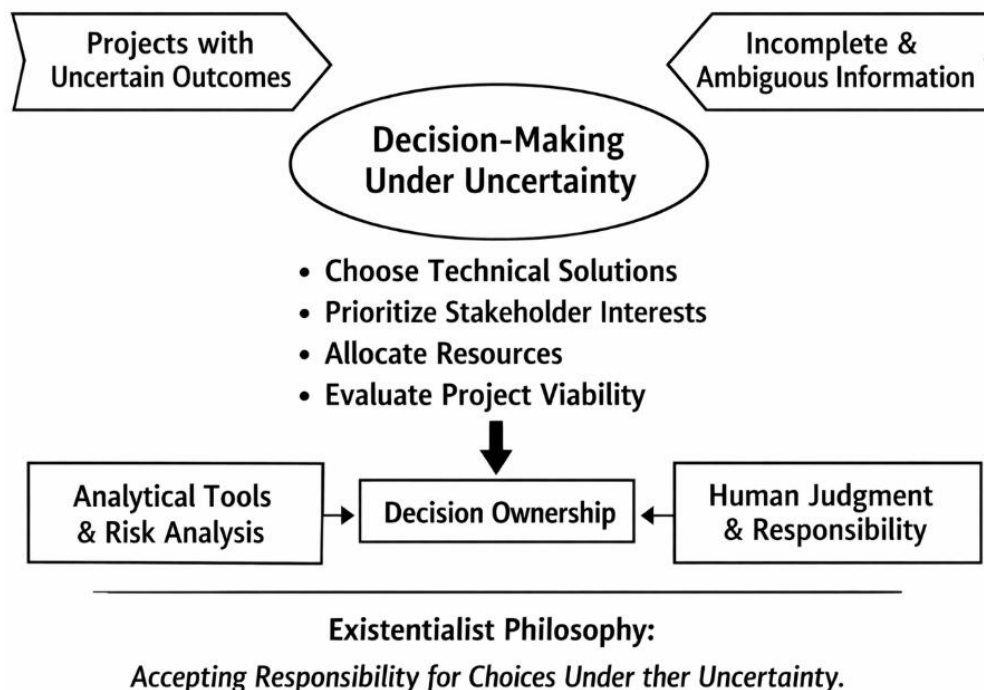 Projects with
Uncertain Outcomes
Incomplete &
Ambiguous Information
Decision-Making
Under Uncertainty
• Choose Technical Solutions
• Prioritize Stakeholder Interests
• Allocate Resources
• Evaluate Project Viability
Analytical Tools
& Risk Analysis
Decision Ownership
Human Judgment
& Responsibility
Existentialist Philosophy:
Accepting Responsibility for Choices Under ther Uncertainty.